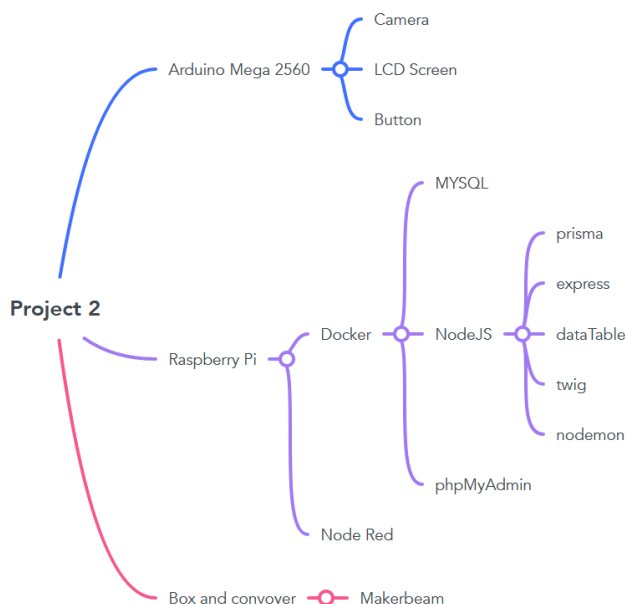 Camera
Arduino Mega 2560
LCD Screen
Button
MYSQL
prisma
express
Project 2
Docker
NodeJS
dataTable
Raspberry Pi
twig
nodemon
phpMyAdmin
Node Red
Box and convoyer
Makerbeam